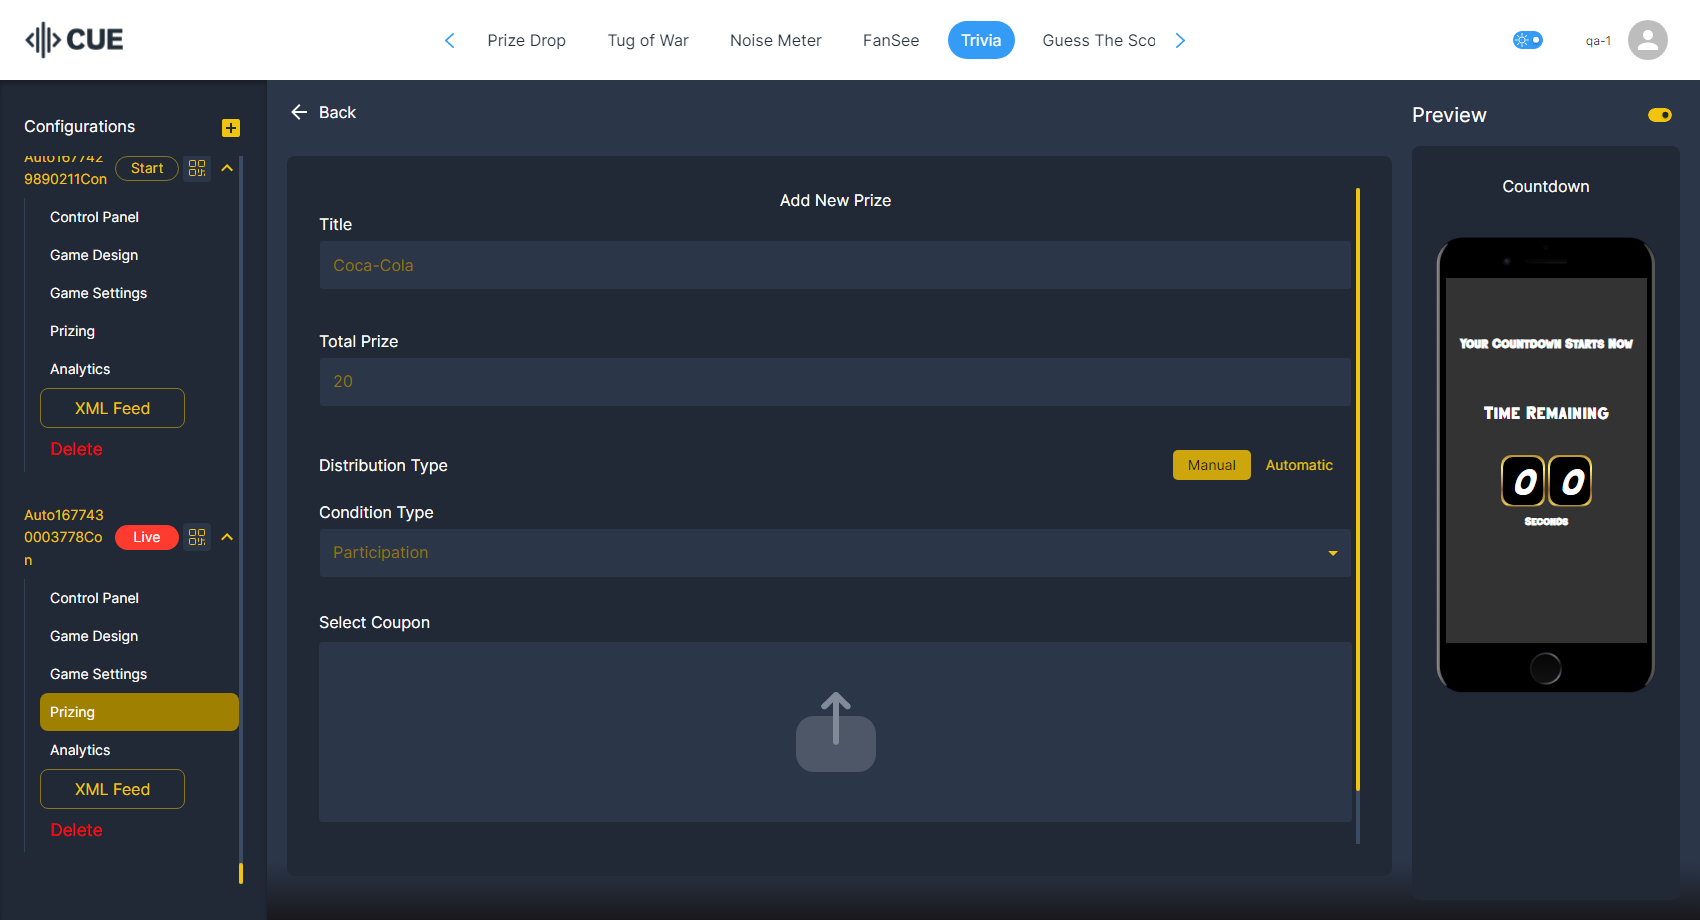 CUE
Prize Drop
Tug of War
Noise Meter
FanSee
Trivia
Guess The Sco
qa-1
Configurations
Auto167742
9890211Con
Start
Control Panel
Game Design
Game Settings
Prizing
Analytics
XML Feed
Delete
Auto167743
0003778Co
n
Live
Control Panel
Game Design
Game Settings
Prizing
Analytics
XML Feed
Delete
Back
Add New Prize
Title
Coca-Cola
Total Prize
20
Distribution Type
Manual
Automatic
Condition Type
Participation
Select Coupon
Preview
Countdown
Your Countdown Starts Now
Time Remaining
0 0
Seconds